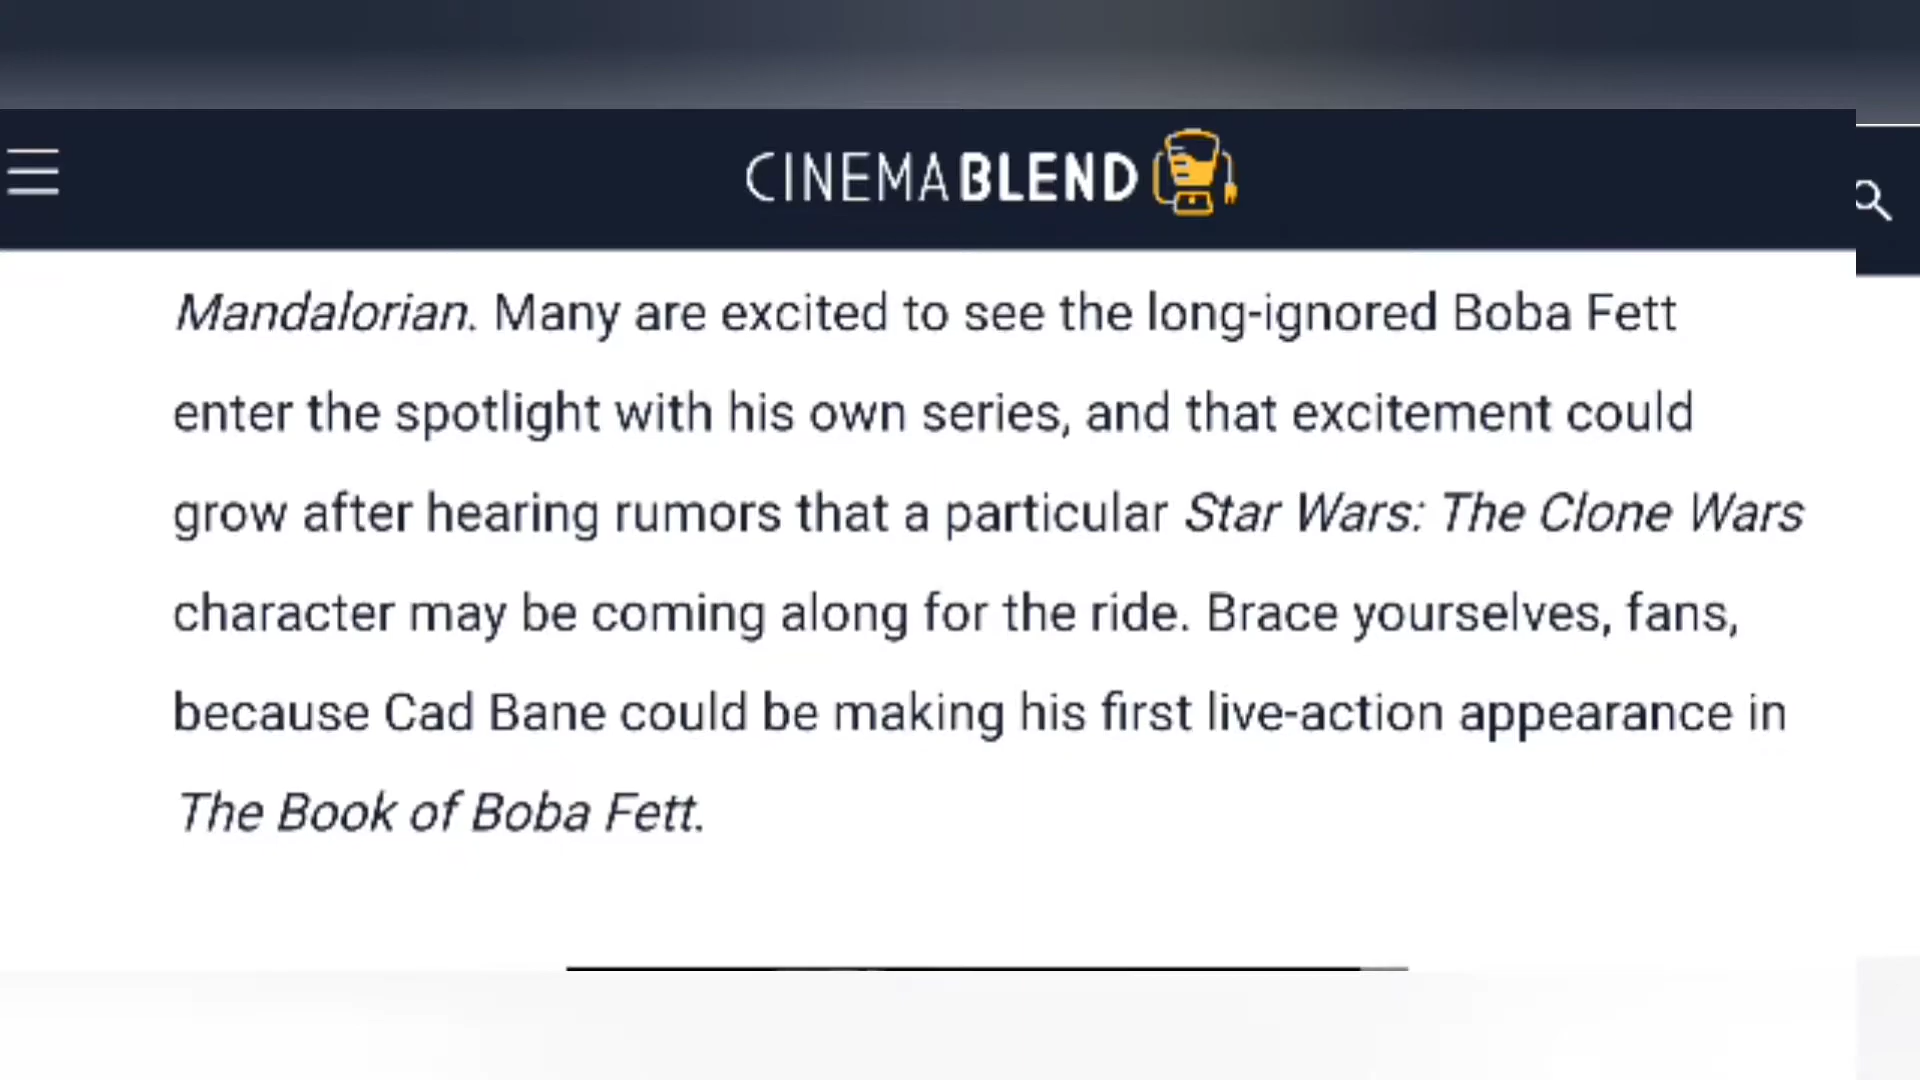 CINEMABLEND
Mandalorian. Many are excited to see the long-ignored Boba Fett
enter the spotlight with his own series, and that excitement could
grow after hearing rumors that a particular Star Wars: The Clone Wars
character may be coming along for the ride. Brace yourselves, fans,
because Cad Bane could be making his first live-action appearance in
The Book of Boba Fett.